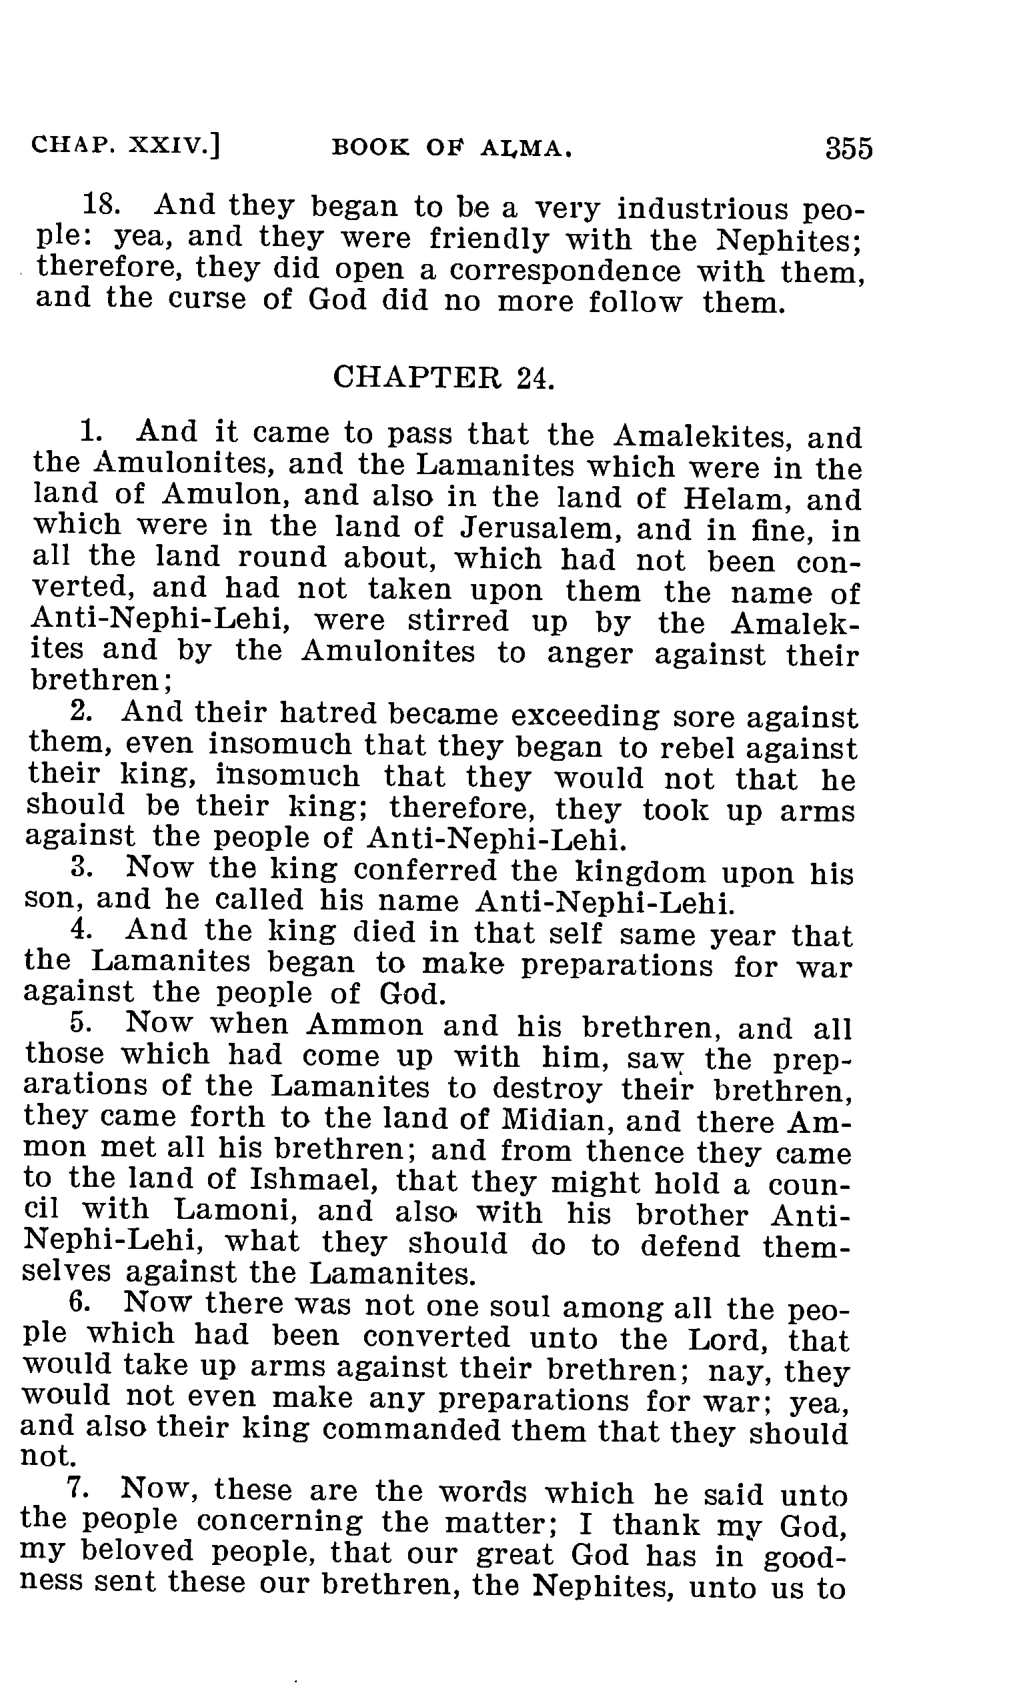 CHAP. XXIV.] BOOK OF ALMA. 355
18. And they began to be a very industrious peo-
ple: yea, and they were friendly with the Nephites;
therefore, they did open a correspondence with them,
and the curse of God did no more follow them.
CHAPTER 24.
1. And it came to pass that the Amalekites, and
the Amulonites, and the Lamanites which were in the
land of Amulon, and also in the land of Helam, and
which were in the land of Jerusalem, and in fine, in
all the land round about, which had not been con-
verted, and had not taken upon them the name of
Anti-Nephi-Lehi, were stirred up by the Amalek-
ites and by the Amulonites to anger against their
brethren;
2. And their hatred became exceeding sore against
them, even insomuch that they began to rebel against
their king, insomuch that they would not that he
should be their king; therefore, they took up arms
against the people of Anti-Nephi-Lehi.
3. Now the king conferred the kingdom upon his
son, and he called his name Anti-Nephi-Lehi.
4. And the king died in that self same year that
the Lamanites began to make preparations for war
against the people of God.
5. Now when Ammon and his brethren, and all
those which had come up with him, saw the prep-
arations of the Lamanites to destroy their brethren,
they came forth to the land of Midian, and there Am-
mon met all his brethren; and from thence they came
to the land of Ishmael, that they might hold a coun-
cil with Lamoni, and also with his brother Anti-
Nephi-Lehi, what they should do to defend them-
selves against the Lamanites.
6. Now there was not one soul among all the peo-
ple which had been converted unto the Lord, that
would take up arms against their brethren; nay, they
would not even make any preparations for war; yea,
and also their king commanded them that they should
not.
7. Now, these are the words which he said unto
the people concerning the matter; I thank my God,
my beloved people, that our great God has in good-
ness sent these our brethren, the Nephites, unto us to